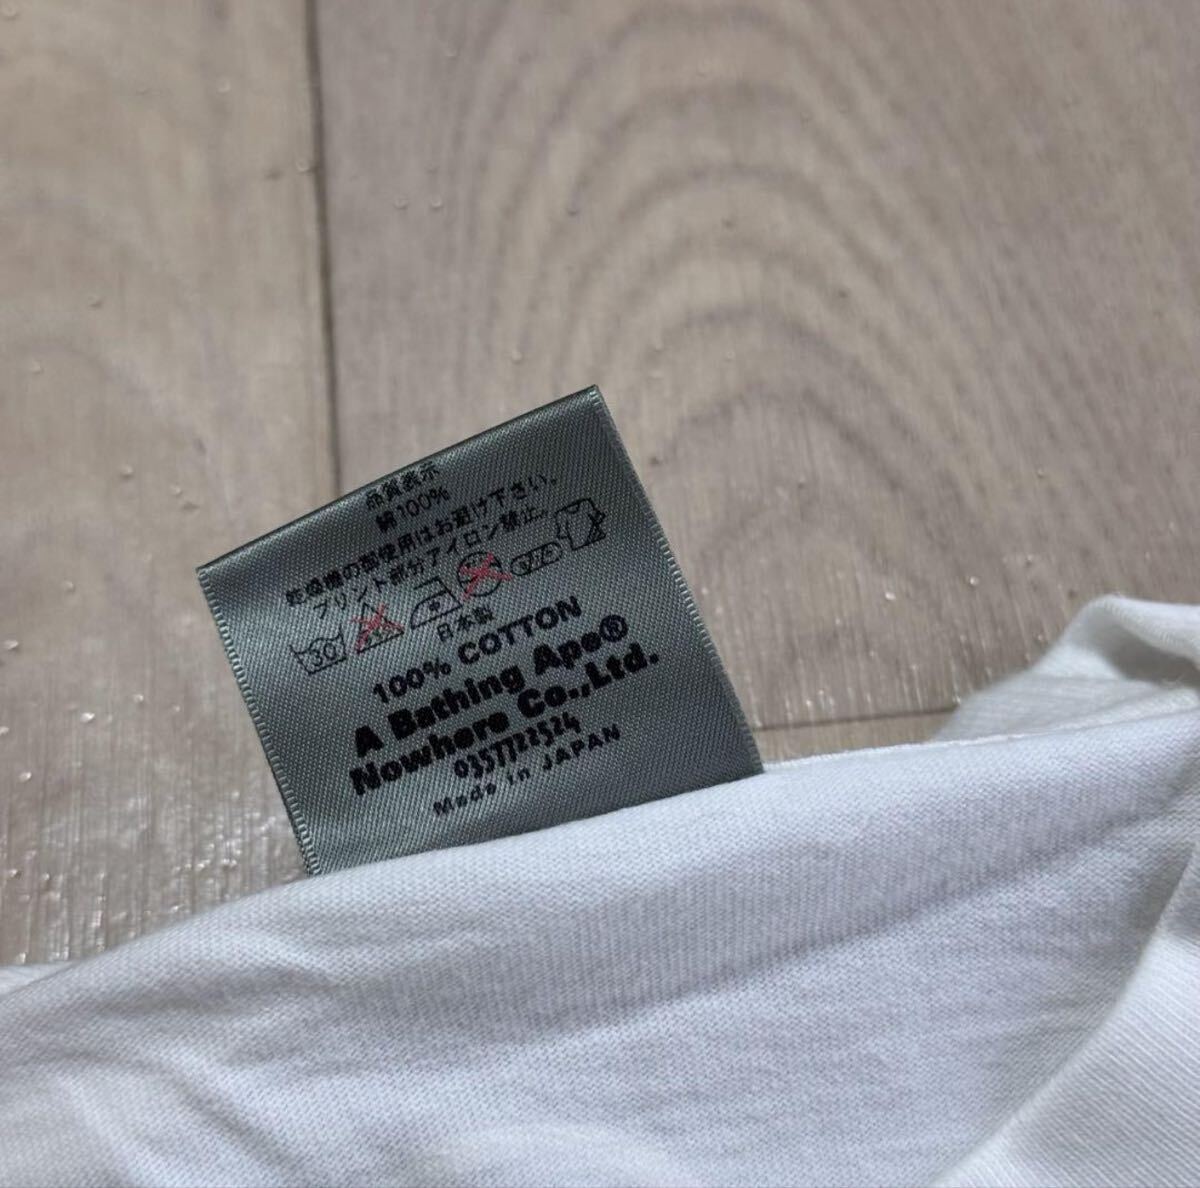 品質表示
綿100%
乾燥機の御使用はお避け下さい。
プリント部分アイロン禁止。
30
日本製
100% COTTON
A Bathing Ape®
Nowhere Co.,Ltd.
0357722524
Made in JAPAN